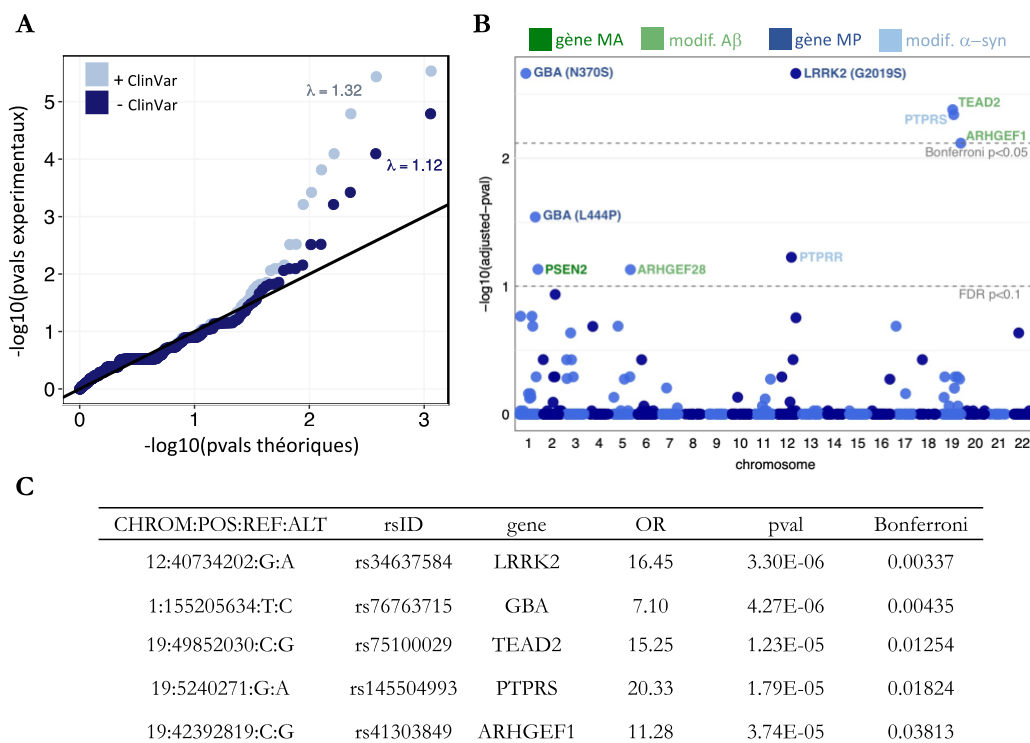 A
-log10(pvals experimentaux)
+ ClinVar
- ClinVar
λ = 1.32
λ = 1.12
5
4
3
2
1
0
0 1 2 3
-log10(pvals théoriques)
B
gène MA modif. Aβ gène MP modif. α−syn
−log10(adjusted−pval)
GBA (N370S) LRRK2 (G2019S)
TEAD2
PTPRS
ARHGEF1
Bonferroni p<0.05
2
GBA (L444P)
PTPRR
PSEN2 ARHGEF28
1
FDR p<0.1
0
1 2 3 4 5 6 7 8 9 10 11 12 13 14 15 16 17 18 19 20 21 22
chromosome
C
CHROM:POS:REF:ALT rsID gene OR pval Bonferroni
12:40734202:G:A rs34637584 LRRK2 16.45 3.30E-06 0.00337
1:155205634:T:C rs76763715 GBA 7.10 4.27E-06 0.00435
19:49852030:C:G rs75100029 TEAD2 15.25 1.23E-05 0.01254
19:5240271:G:A rs145504993 PTPRS 20.33 1.79E-05 0.01824
19:42392819:C:G rs41303849 ARHGEF1 11.28 3.74E-05 0.03813